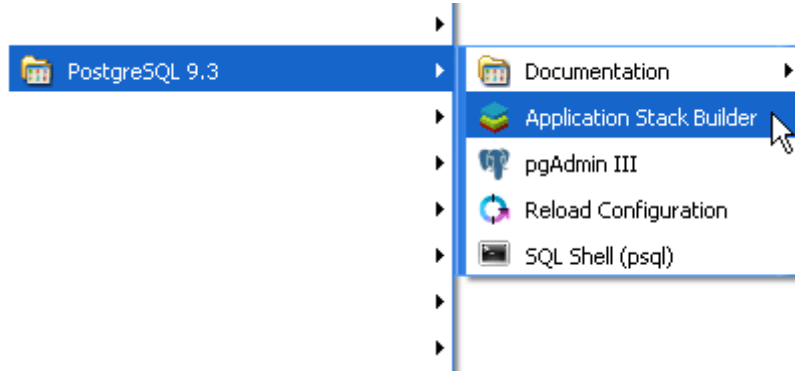 PostgreSQL 9.3
Documentation
Application Stack Builder
pgAdmin III
Reload Configuration
SQL Shell (psql)